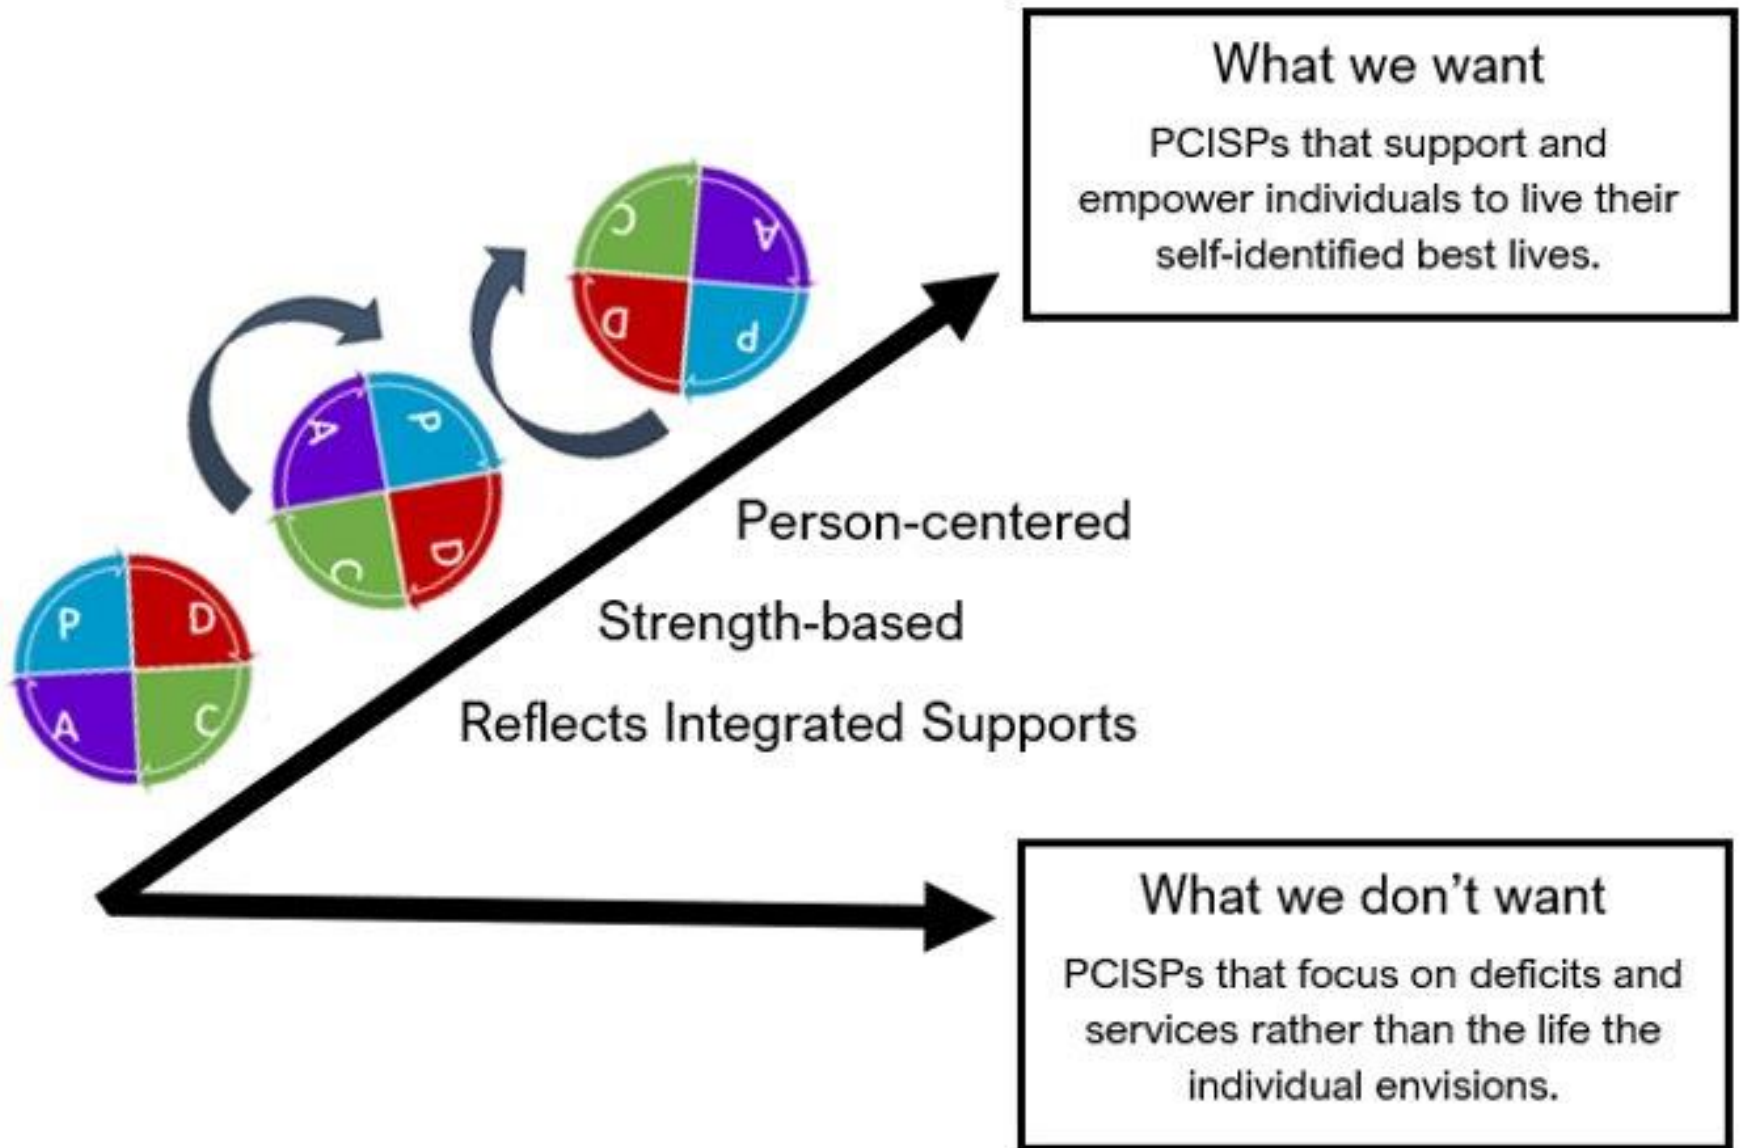 What we want
PCISPs that support and
empower individuals to live their
self-identified best lives.
C
A
D
P
A
P
C
D
P
D
A
C
Person-centered
Strength-based
Reflects Integrated Supports
What we don't want
PCISPs that focus on deficits and
services rather than the life the
individual envisions.